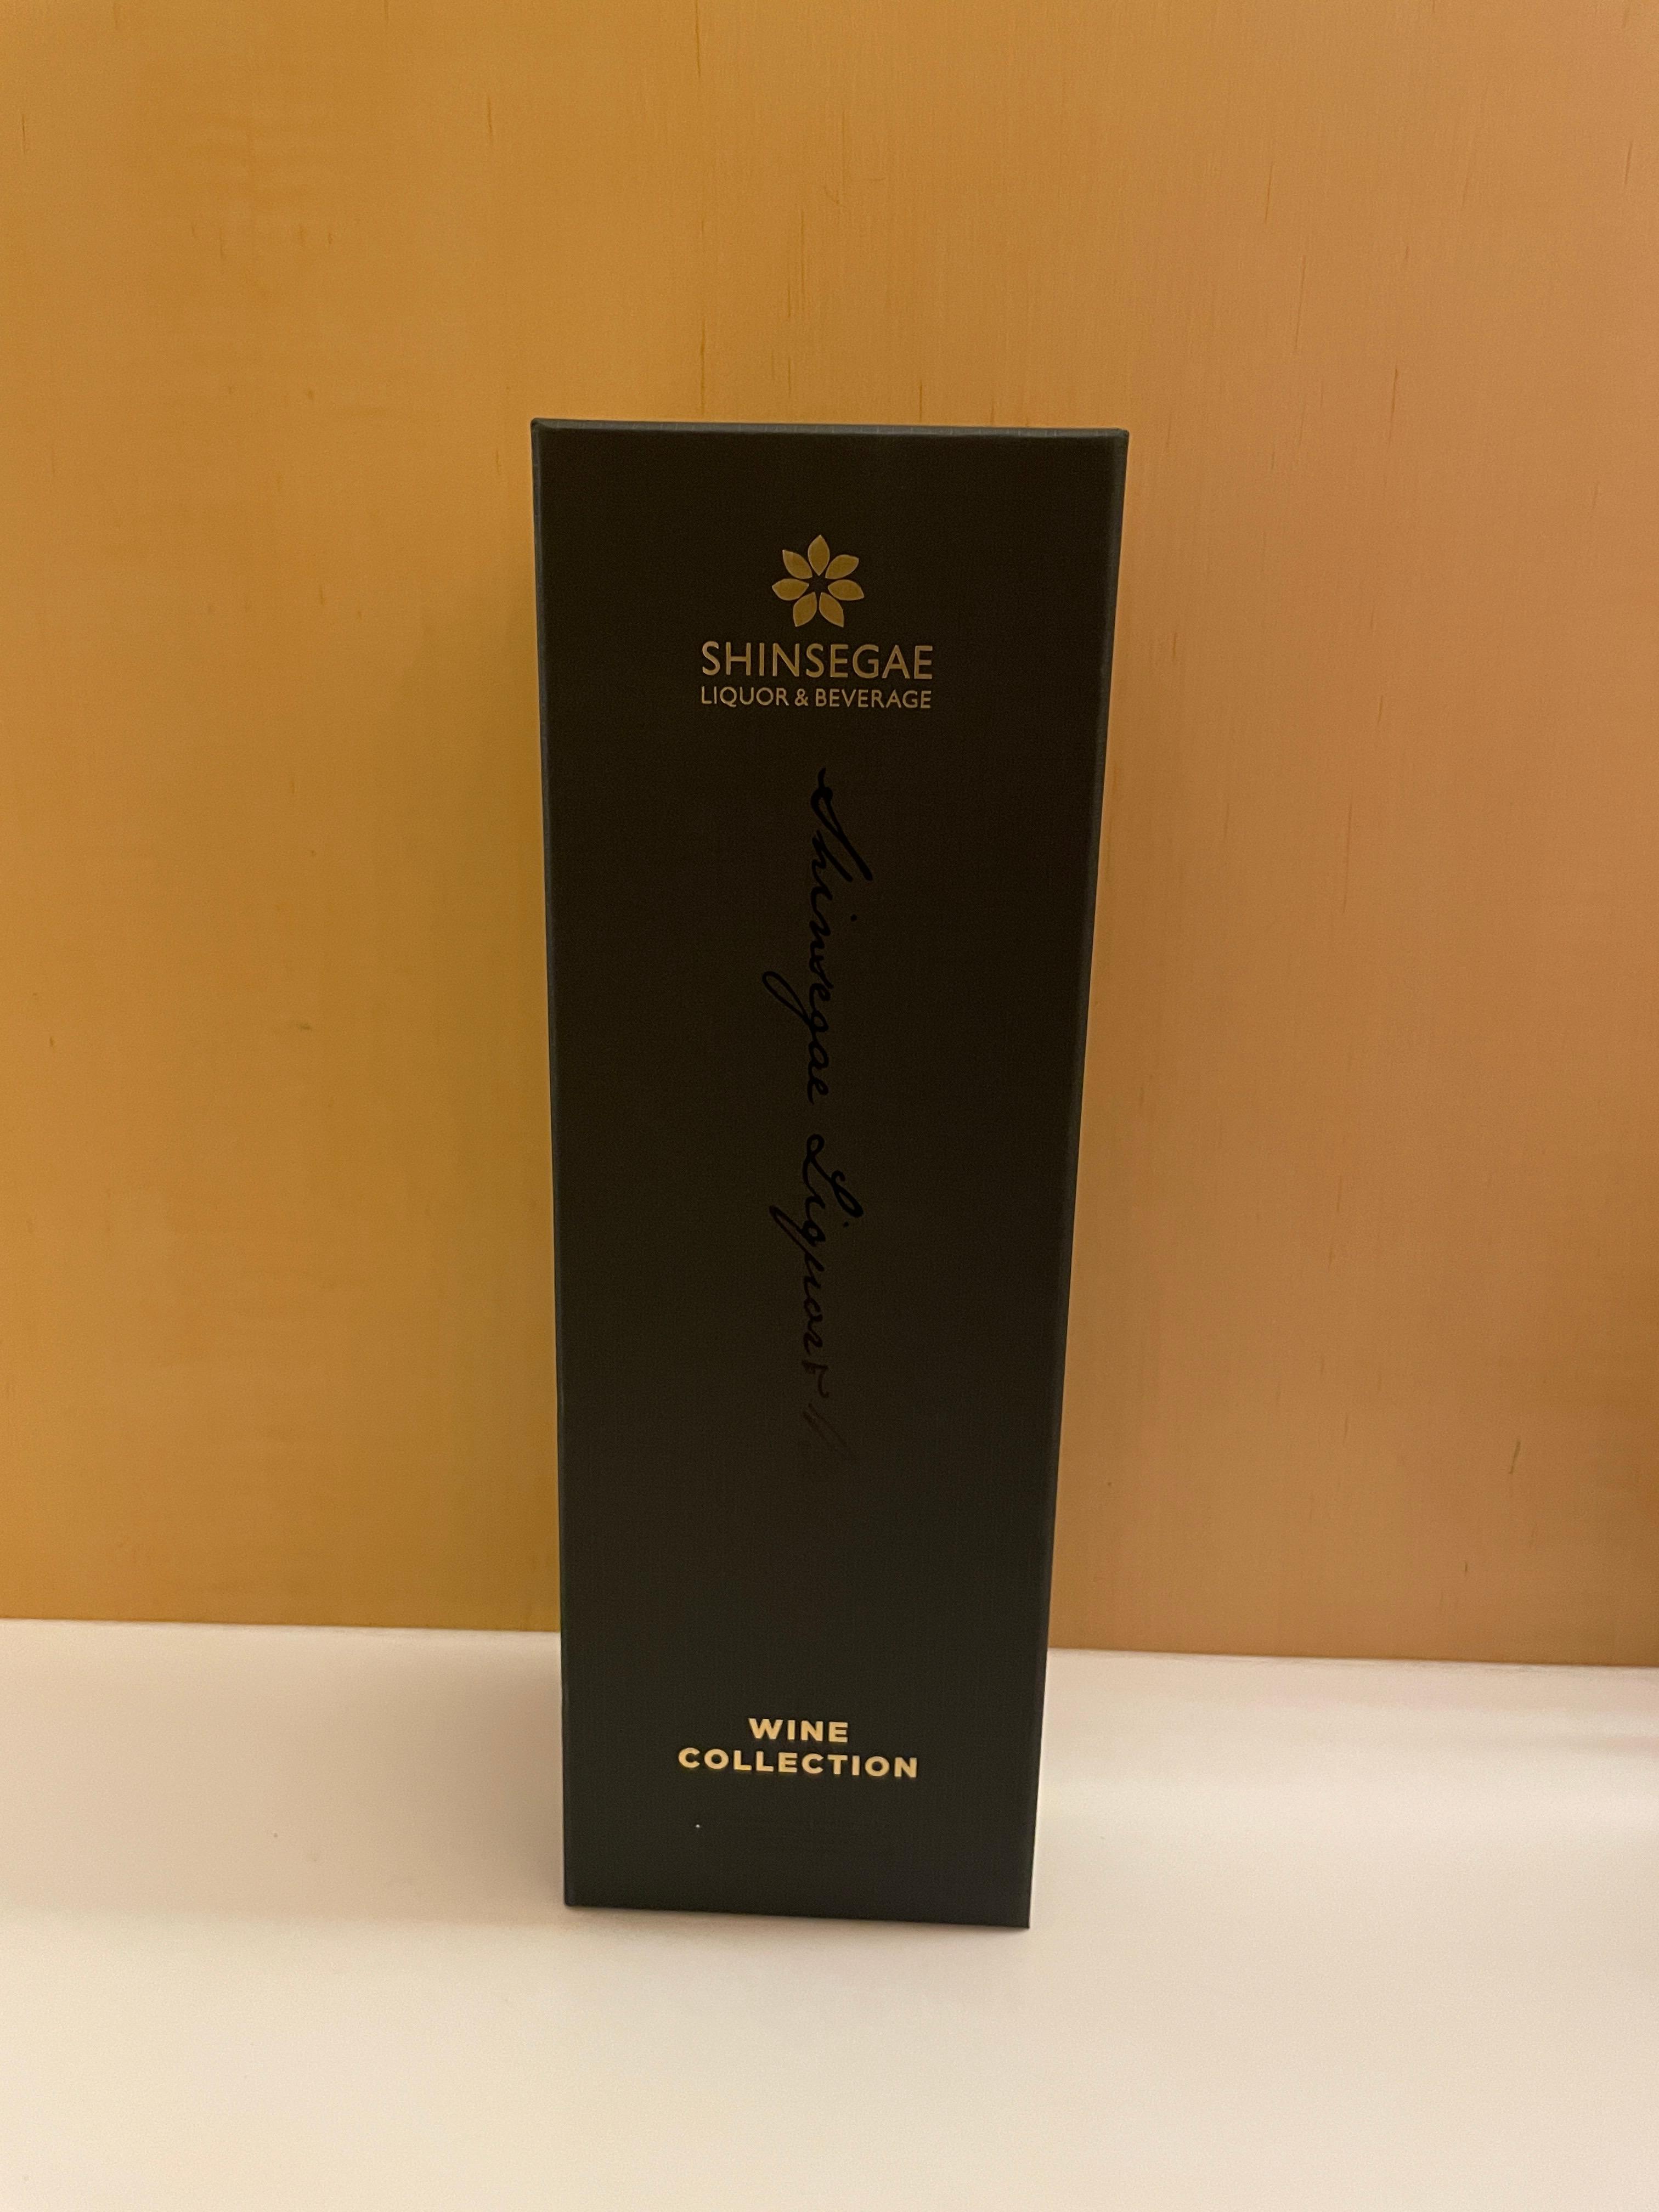 SHINSEGAE
LIQUOR & BEVERAGE
Shinsegae Liquor
WINE
COLLECTION